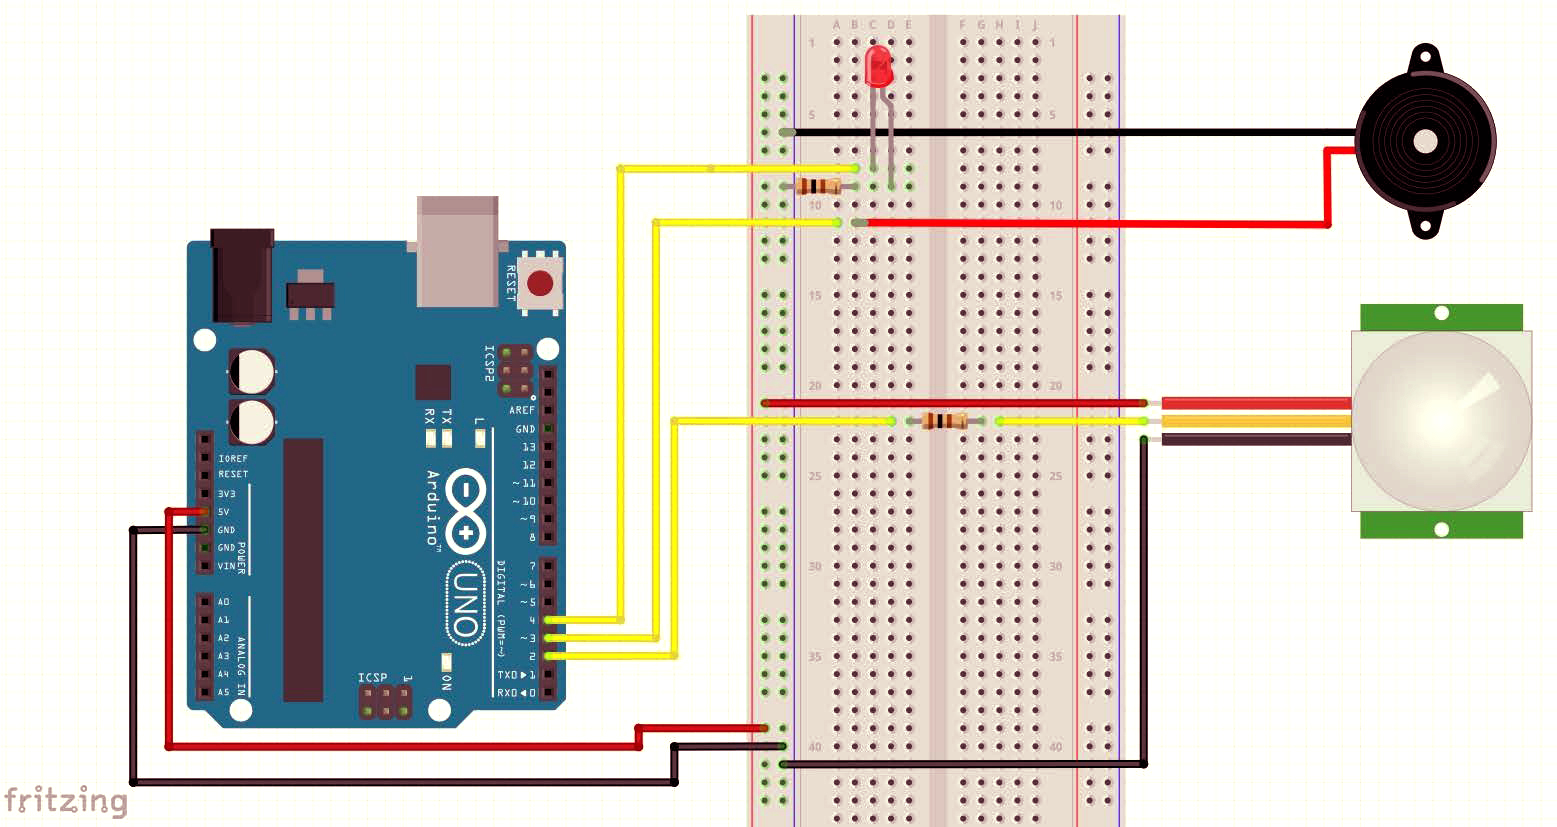 A B C D E F G H I J
1 1
5 5
10 10
15 15
20 20
25 25
30 30
35 35
40 40
RESET
ICSP2
AREF
GND
13
12
~11
~10
~9
8
7
~6
~5
4
~3
2
TXD▶1
RXD◀0
RX
TX
L
Arduino™
UNO
DIGITAL (PWM=~)
IOREF
RESET
3V3
5V
GND
GND
VIN
POWER
A0
A1
A2
A3
A4
A5
ANALOG IN
ICSP
1
ON
fritzing